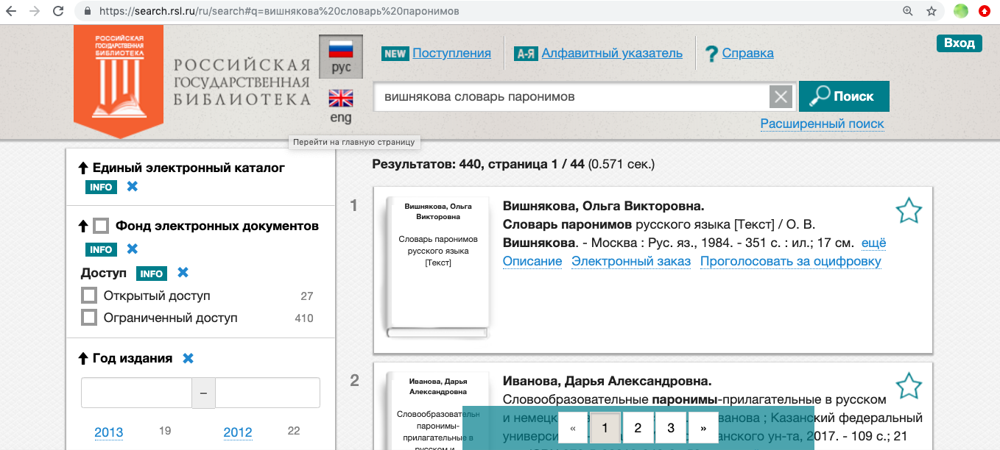 https://search.rsl.ru/ru/search#q=вишнякова%20словарь%20паронимов
РОССИЙСКАЯ
ГОСУДАРСТВЕННАЯ
БИБЛИОТЕКА
РОССИЙСКАЯ
ГОСУДАРСТВЕННАЯ
БИБЛИОТЕКА
рус
eng
NEW Поступления
А-Я Алфавитный указатель
? Справка
Вход
вишнякова словарь паронимов
Поиск
Расширенный поиск
Перейти на главную страницу
Единый электронный каталог
INFO
Фонд электронных документов
INFO
Доступ INFO
Открытый доступ 27
Ограниченный доступ 410
Год издания
–
2013 19 2012 22
Результатов: 440, страница 1 / 44 (0.571 сек.)
1
Вишнякова, Ольга
Викторовна
Словарь паронимов
русского языка
[Текст]
Вишнякова, Ольга Викторовна.
Словарь паронимов русского языка [Текст] / О. В.
Вишнякова. - Москва : Рус. яз., 1984. - 351 с. : ил.; 17 см. ещё
Описание Электронный заказ Проголосовать за оцифровку
2
Иванова, Дарья
Александровна
Словообразовательные
паронимы-
прилагательные в
русском и
Иванова, Дарья Александровна.
Словообразовательные паронимы-прилагательные в русском
и немецк ванова ; Казанский федеральный
универси анского ун-та, 2017. - 109 с.; 21
« 1 2 3 »